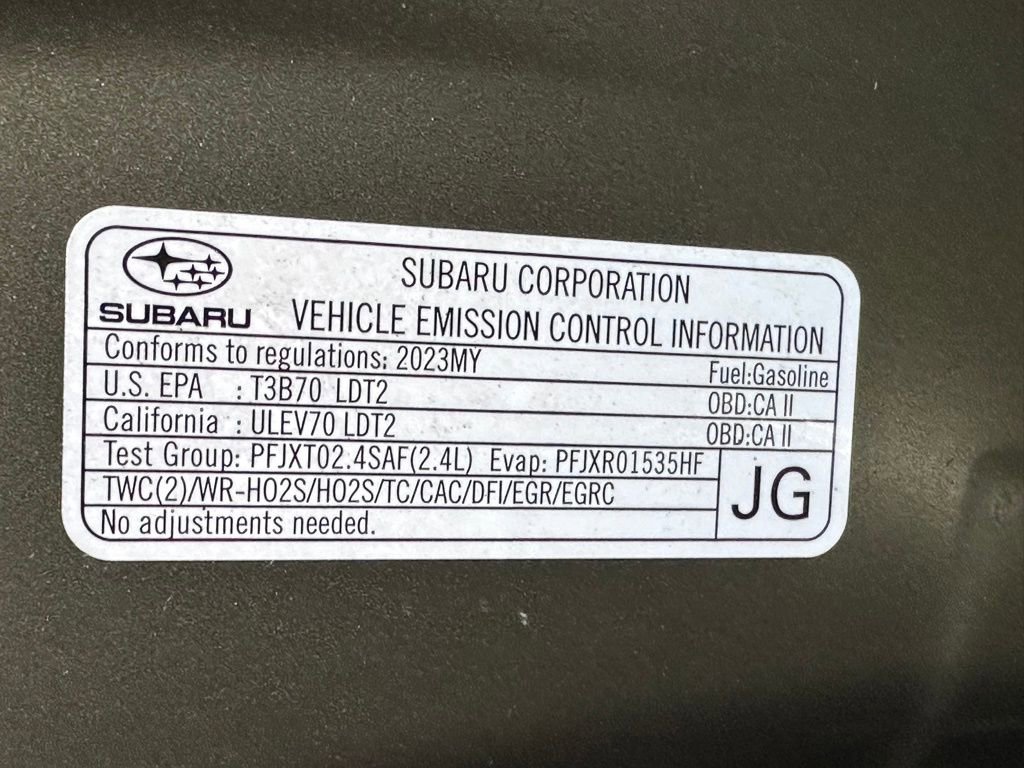 SUBARU
SUBARU CORPORATION
VEHICLE EMISSION CONTROL INFORMATION
Conforms to regulations: 2023MY Fuel:Gasoline
U.S. EPA : T3B70 LDT2 OBD:CA II
California : ULEV70 LDT2 OBD:CA II
Test Group: PFJXT02.4SAF(2.4L) Evap: PFJXR01535HF
TWC(2)/WR-HO2S/HO2S/TC/CAC/DFI/EGR/EGRC
No adjustments needed.
JG